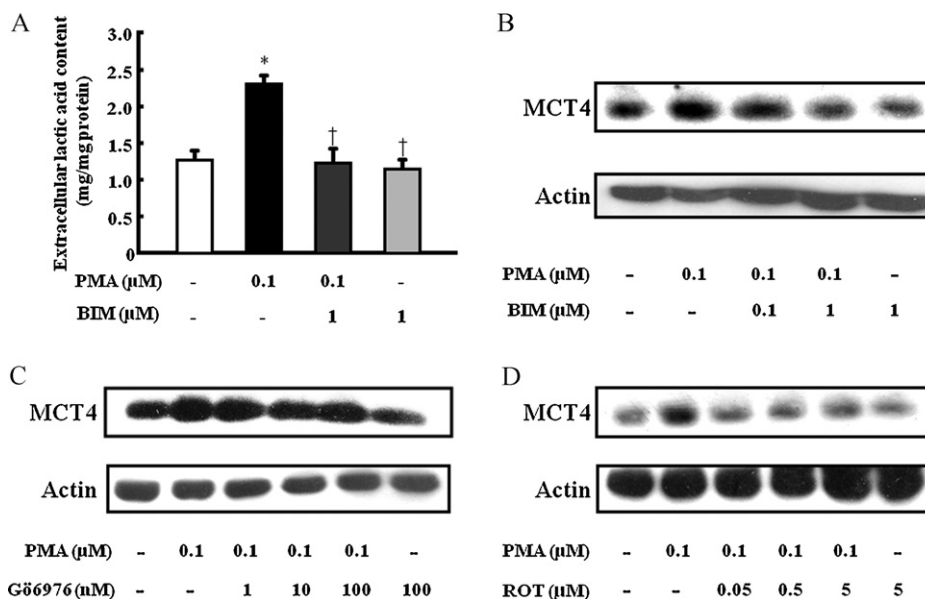 A
Extracellular lactic acid content
(mg/mg protein)
3.0
2.5
2.0
1.5
1.0
0.5
0
*
†
†
PMA (μM) - 0.1 0.1 -
BIM (μM) - - 1 1
B
MCT4
Actin
PMA (μM) - 0.1 0.1 0.1 -
BIM (μM) - - 0.1 1 1
C
MCT4
Actin
PMA (μM) - 0.1 0.1 0.1 0.1 -
Gö6976 (nM) - - 1 10 100 100
D
MCT4
Actin
PMA (μM) - 0.1 0.1 0.1 0.1 -
ROT (μM) - - 0.05 0.5 5 5